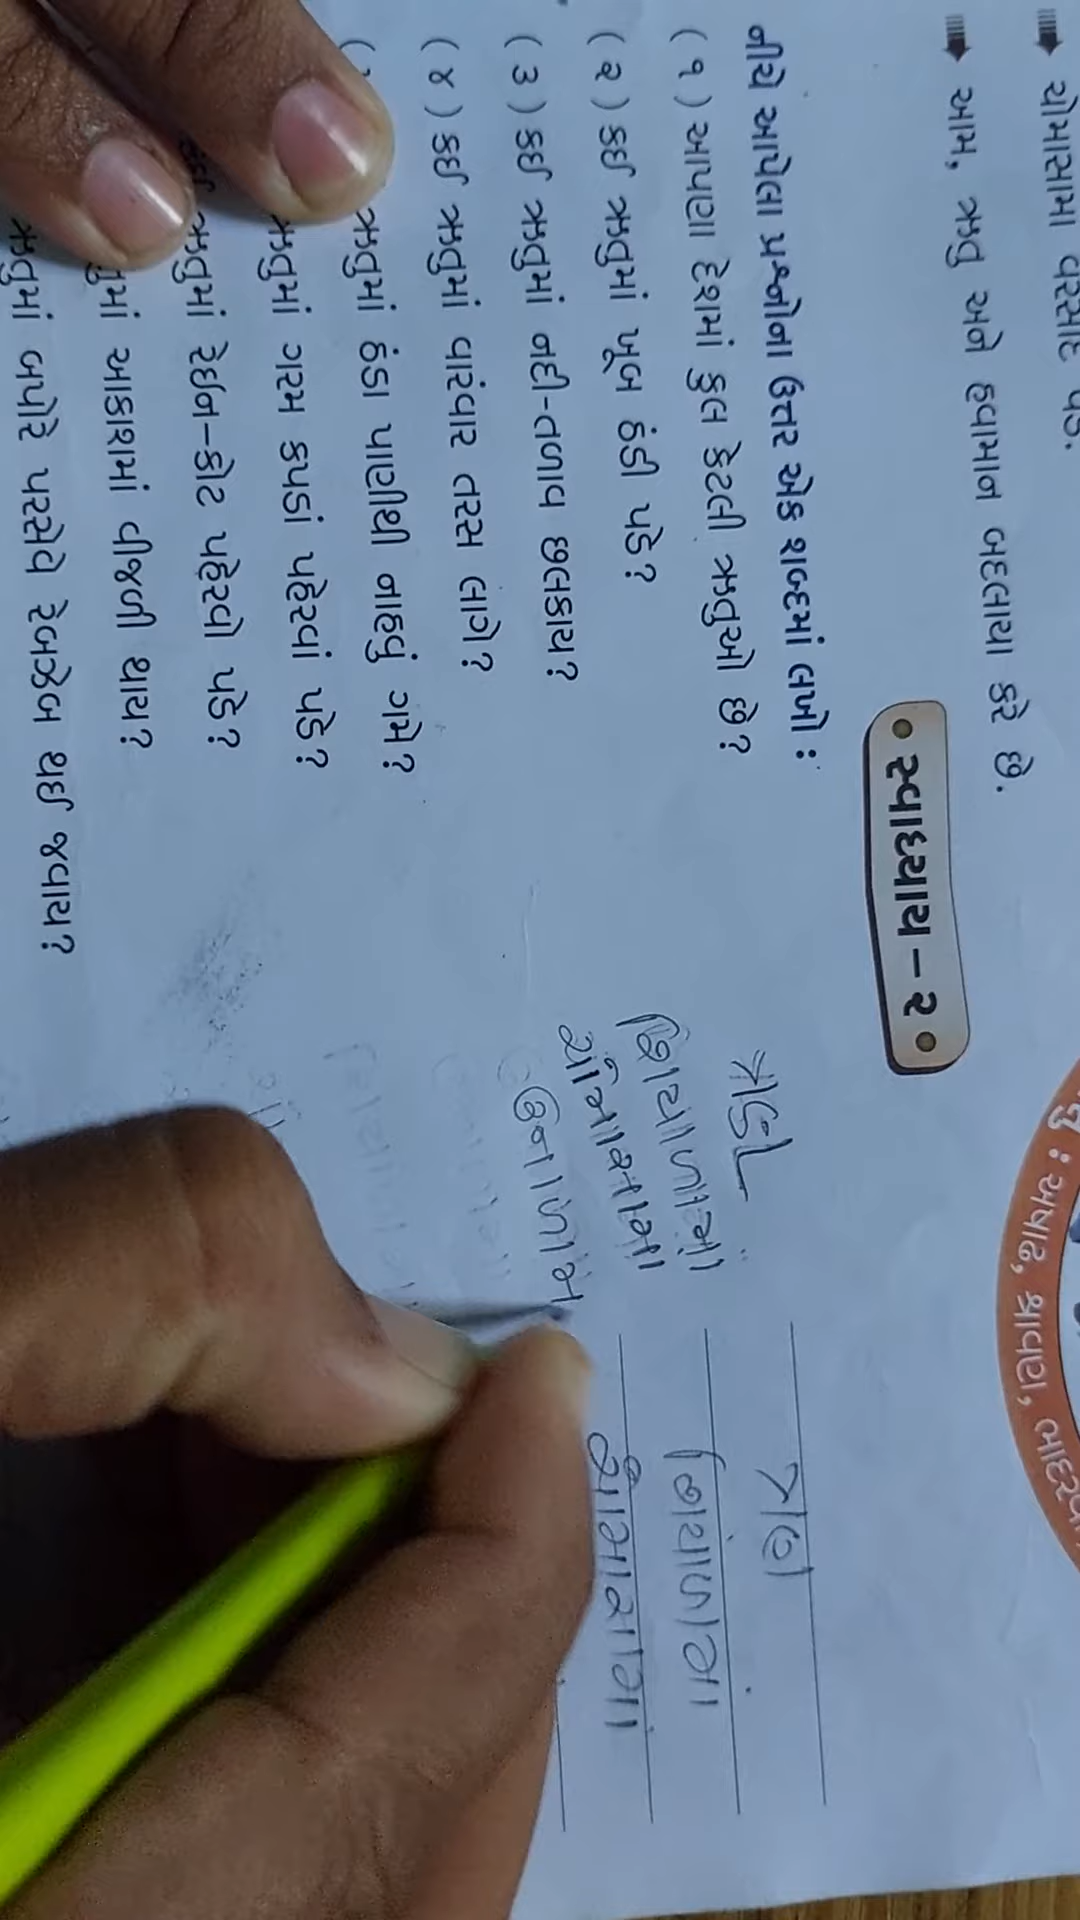 ચોમાસામાં વરસાદ પડે.
આમ, ઋતુ અને હવામાન બદલાયા કરે છે.
નુ : અષાઢ, શ્રાવણ, ભાદરવ
• સ્વાધ્યાય – ૨ •
નીચે આપેલા પ્રશ્નોના ઉત્તર એક શબ્દમાં લખો :
(૧) આપણા દેશમાં કુલ કેટલી ઋતુઓ છે? ત્રણ
(૨) કઈ ઋતુમાં ખૂબ ઠંડી પડે? શિયાળામાં
(૩) કઈ ઋતુમાં નદી-તળાવ છલકાય? ચોમાસામાં
(૪) કઈ ઋતુમાં વારંવાર તરસ લાગે? ઉનાળામ
ઋતુમાં ઠંડા પાણીથી નાહવું ગમે?
ઋતુમાં ગરમ કપડાં પહેરવાં પડે?
ઋતુમાં રેઈન-કોટ પહેરવો પડે?
તુમાં આકાશમાં વીજળી થાય?
ઋતુમાં બપોરે પરસેવે રેબઝેબ થઈ જવાય?